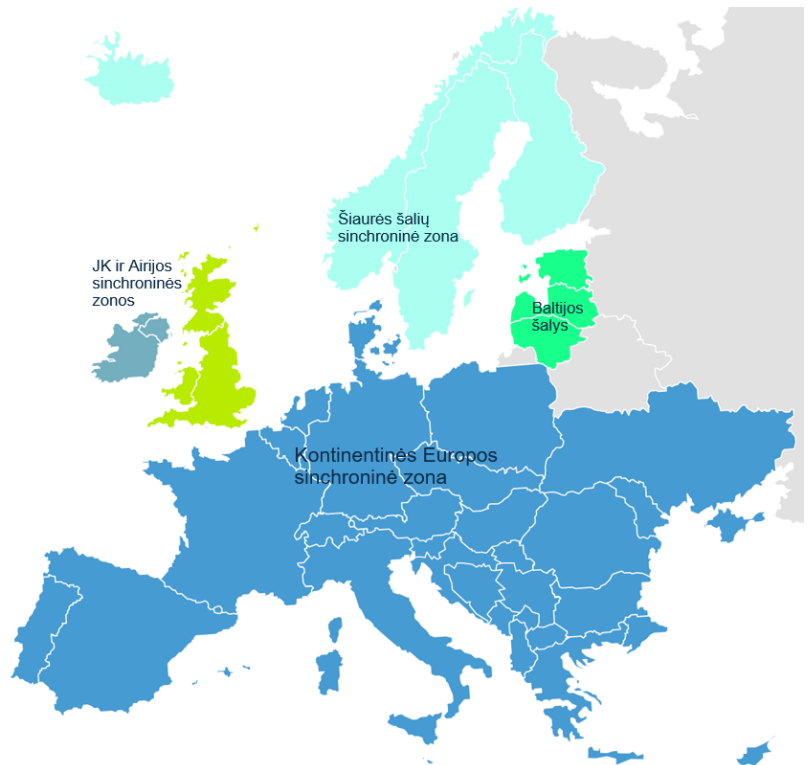 Šiaurės šalių
sinchroninė zona
JK ir Airijos
sinchroninės
zonos
Baltijos
šalys
Kontinentinės Europos
sinchroninė zona